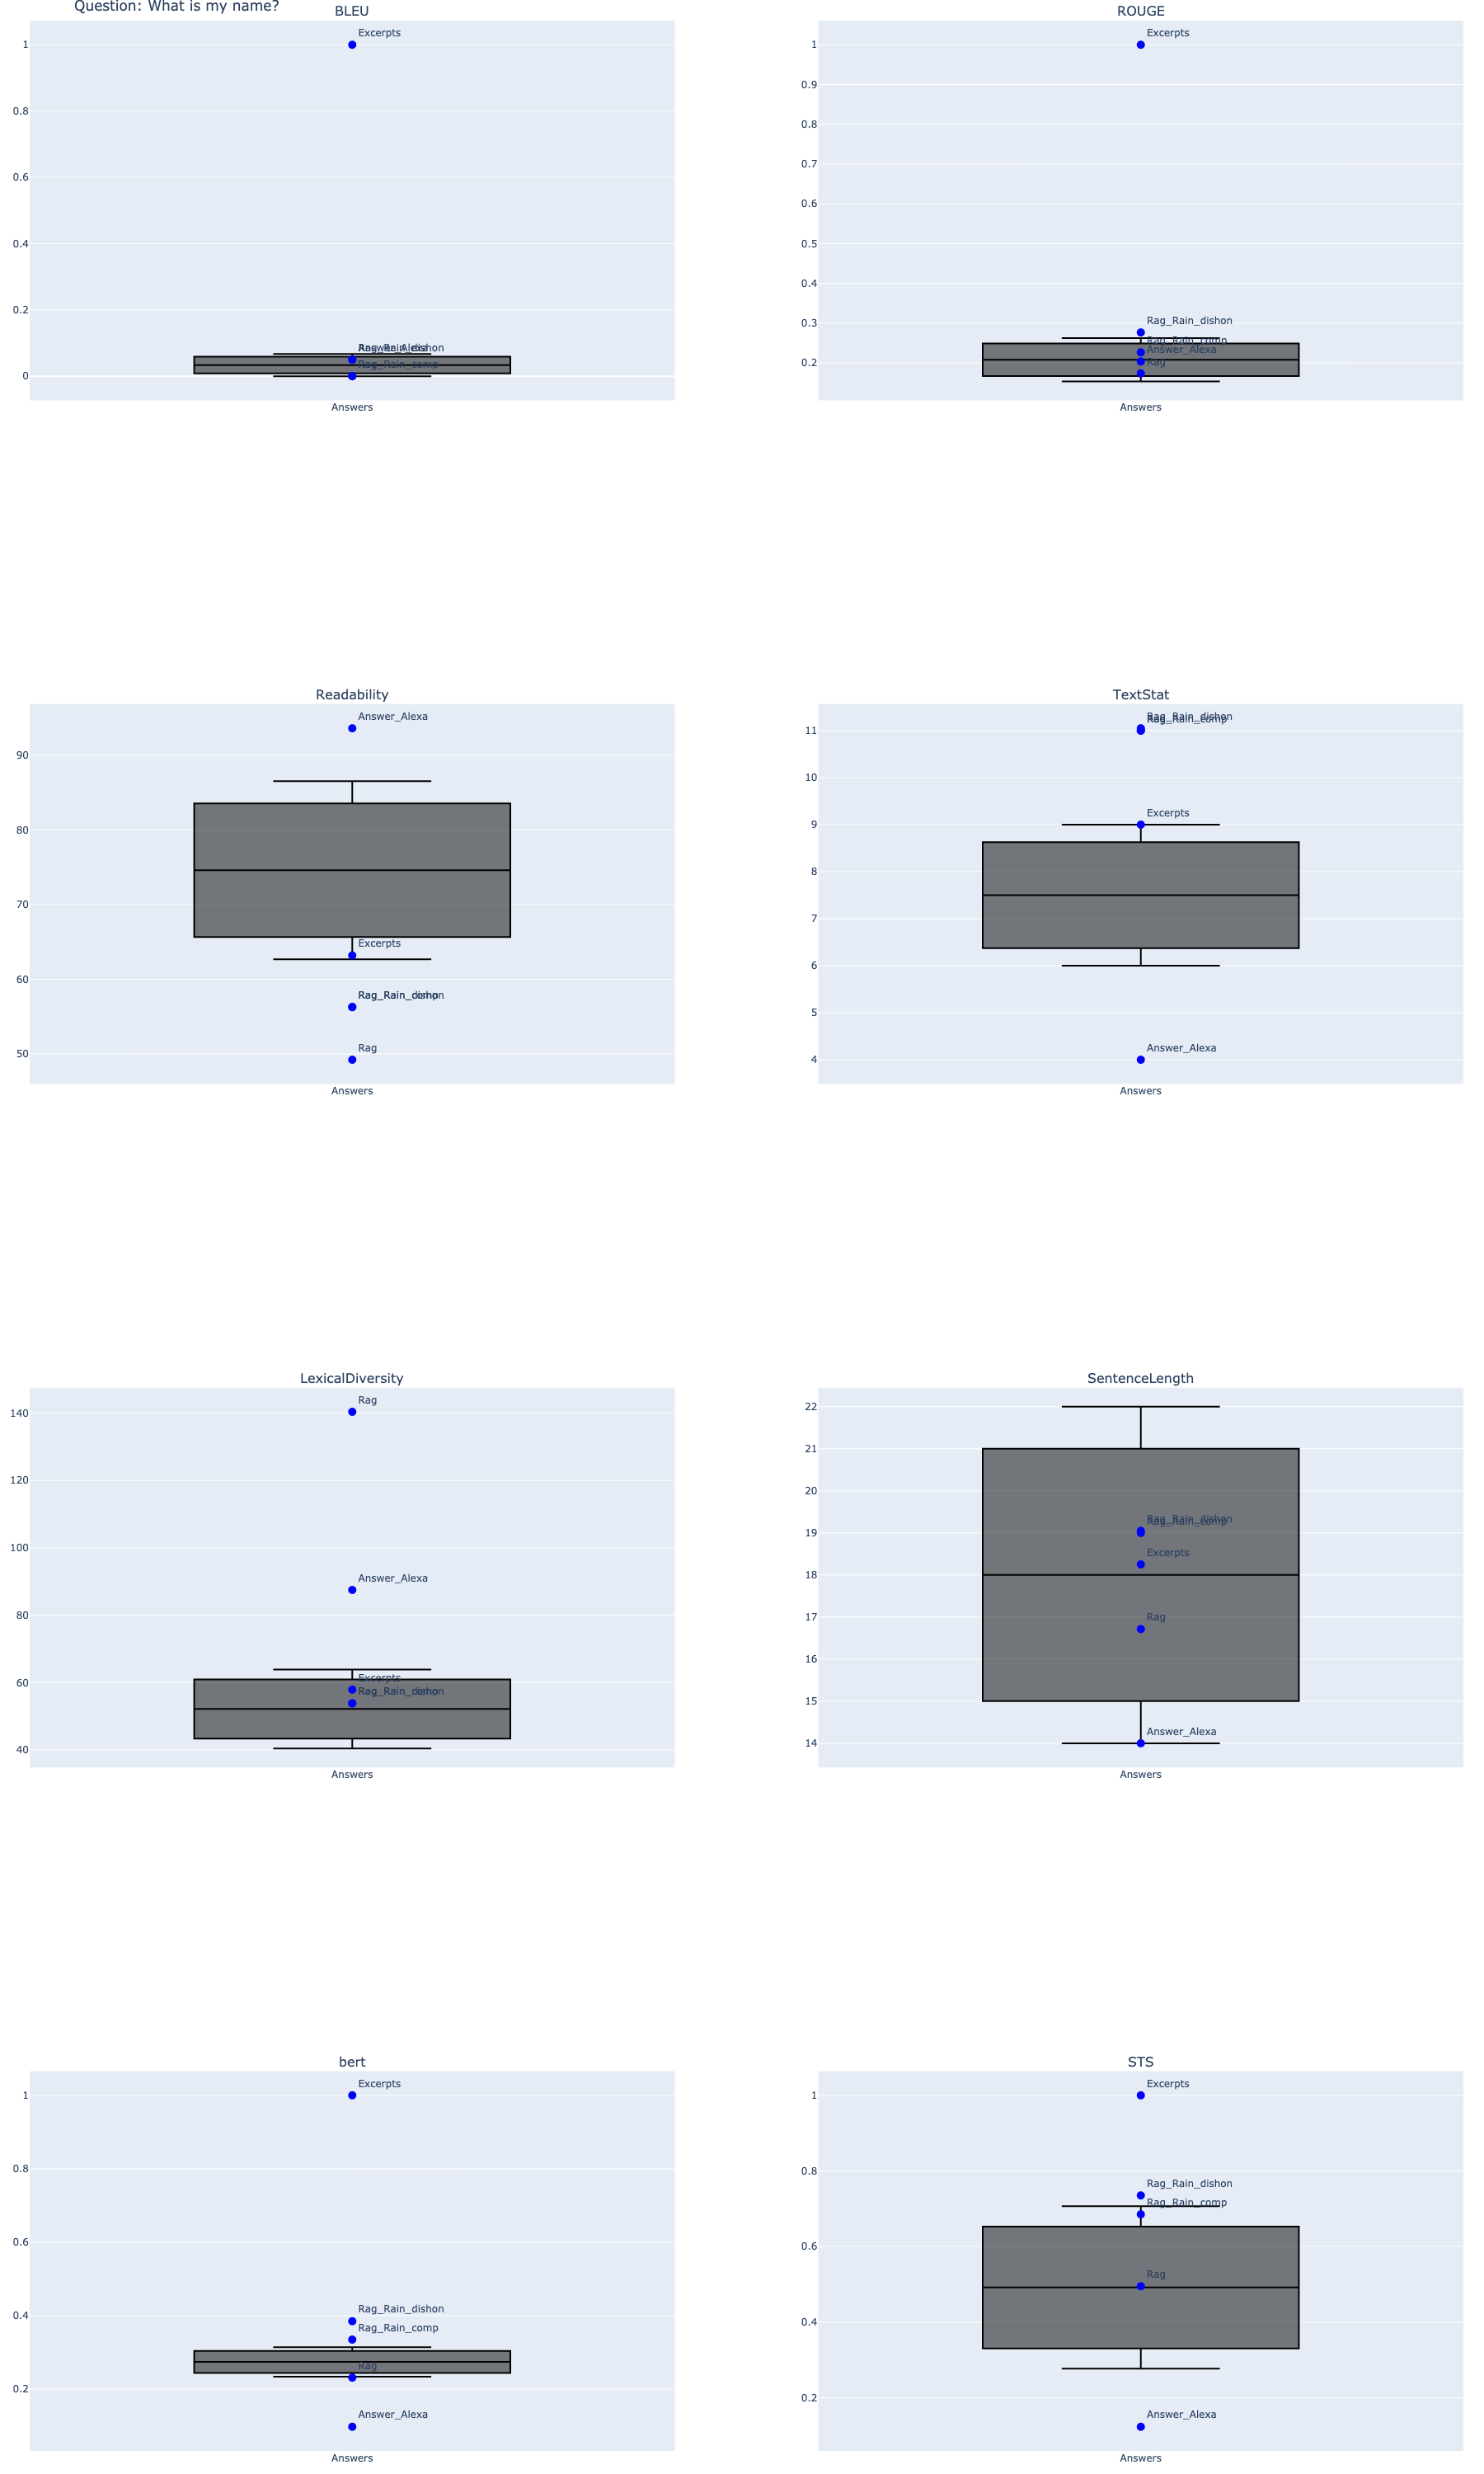 Question: What is my name?
BLEU
ROUGE
Excerpts
1
0.8
0.6
0.4
0.2
0
Answer_Alexa
Rag_Rain_dishon
Rag_Rain_comp
Answers
Excerpts
1
0.9
0.8
0.7
0.6
0.5
0.4
0.3
0.2
Rag_Rain_dishon
Rag_Rain_comp
Answer_Alexa
Rag
Answers
Readability
TextStat
Answer_Alexa
90
80
70
60
50
Excerpts
Rag_Rain_comp
Rag_Rain_dishon
Rag
Answers
Rag_Rain_dishon
Rag_Rain_comp
11
10
9
8
7
6
5
4
Excerpts
Answer_Alexa
Answers
LexicalDiversity
SentenceLength
Rag
140
120
100
80
60
40
Answer_Alexa
Excerpts
Rag_Rain_comp
Rag_Rain_dishon
Answers
22
21
20
19
18
17
16
15
14
Rag_Rain_dishon
Rag_Rain_comp
Excerpts
Rag
Answer_Alexa
Answers
bert
STS
Excerpts
1
0.8
0.6
0.4
0.2
Rag_Rain_dishon
Rag_Rain_comp
Rag
Answer_Alexa
Answers
Excerpts
1
0.8
0.6
0.4
0.2
Rag_Rain_dishon
Rag_Rain_comp
Rag
Answer_Alexa
Answers